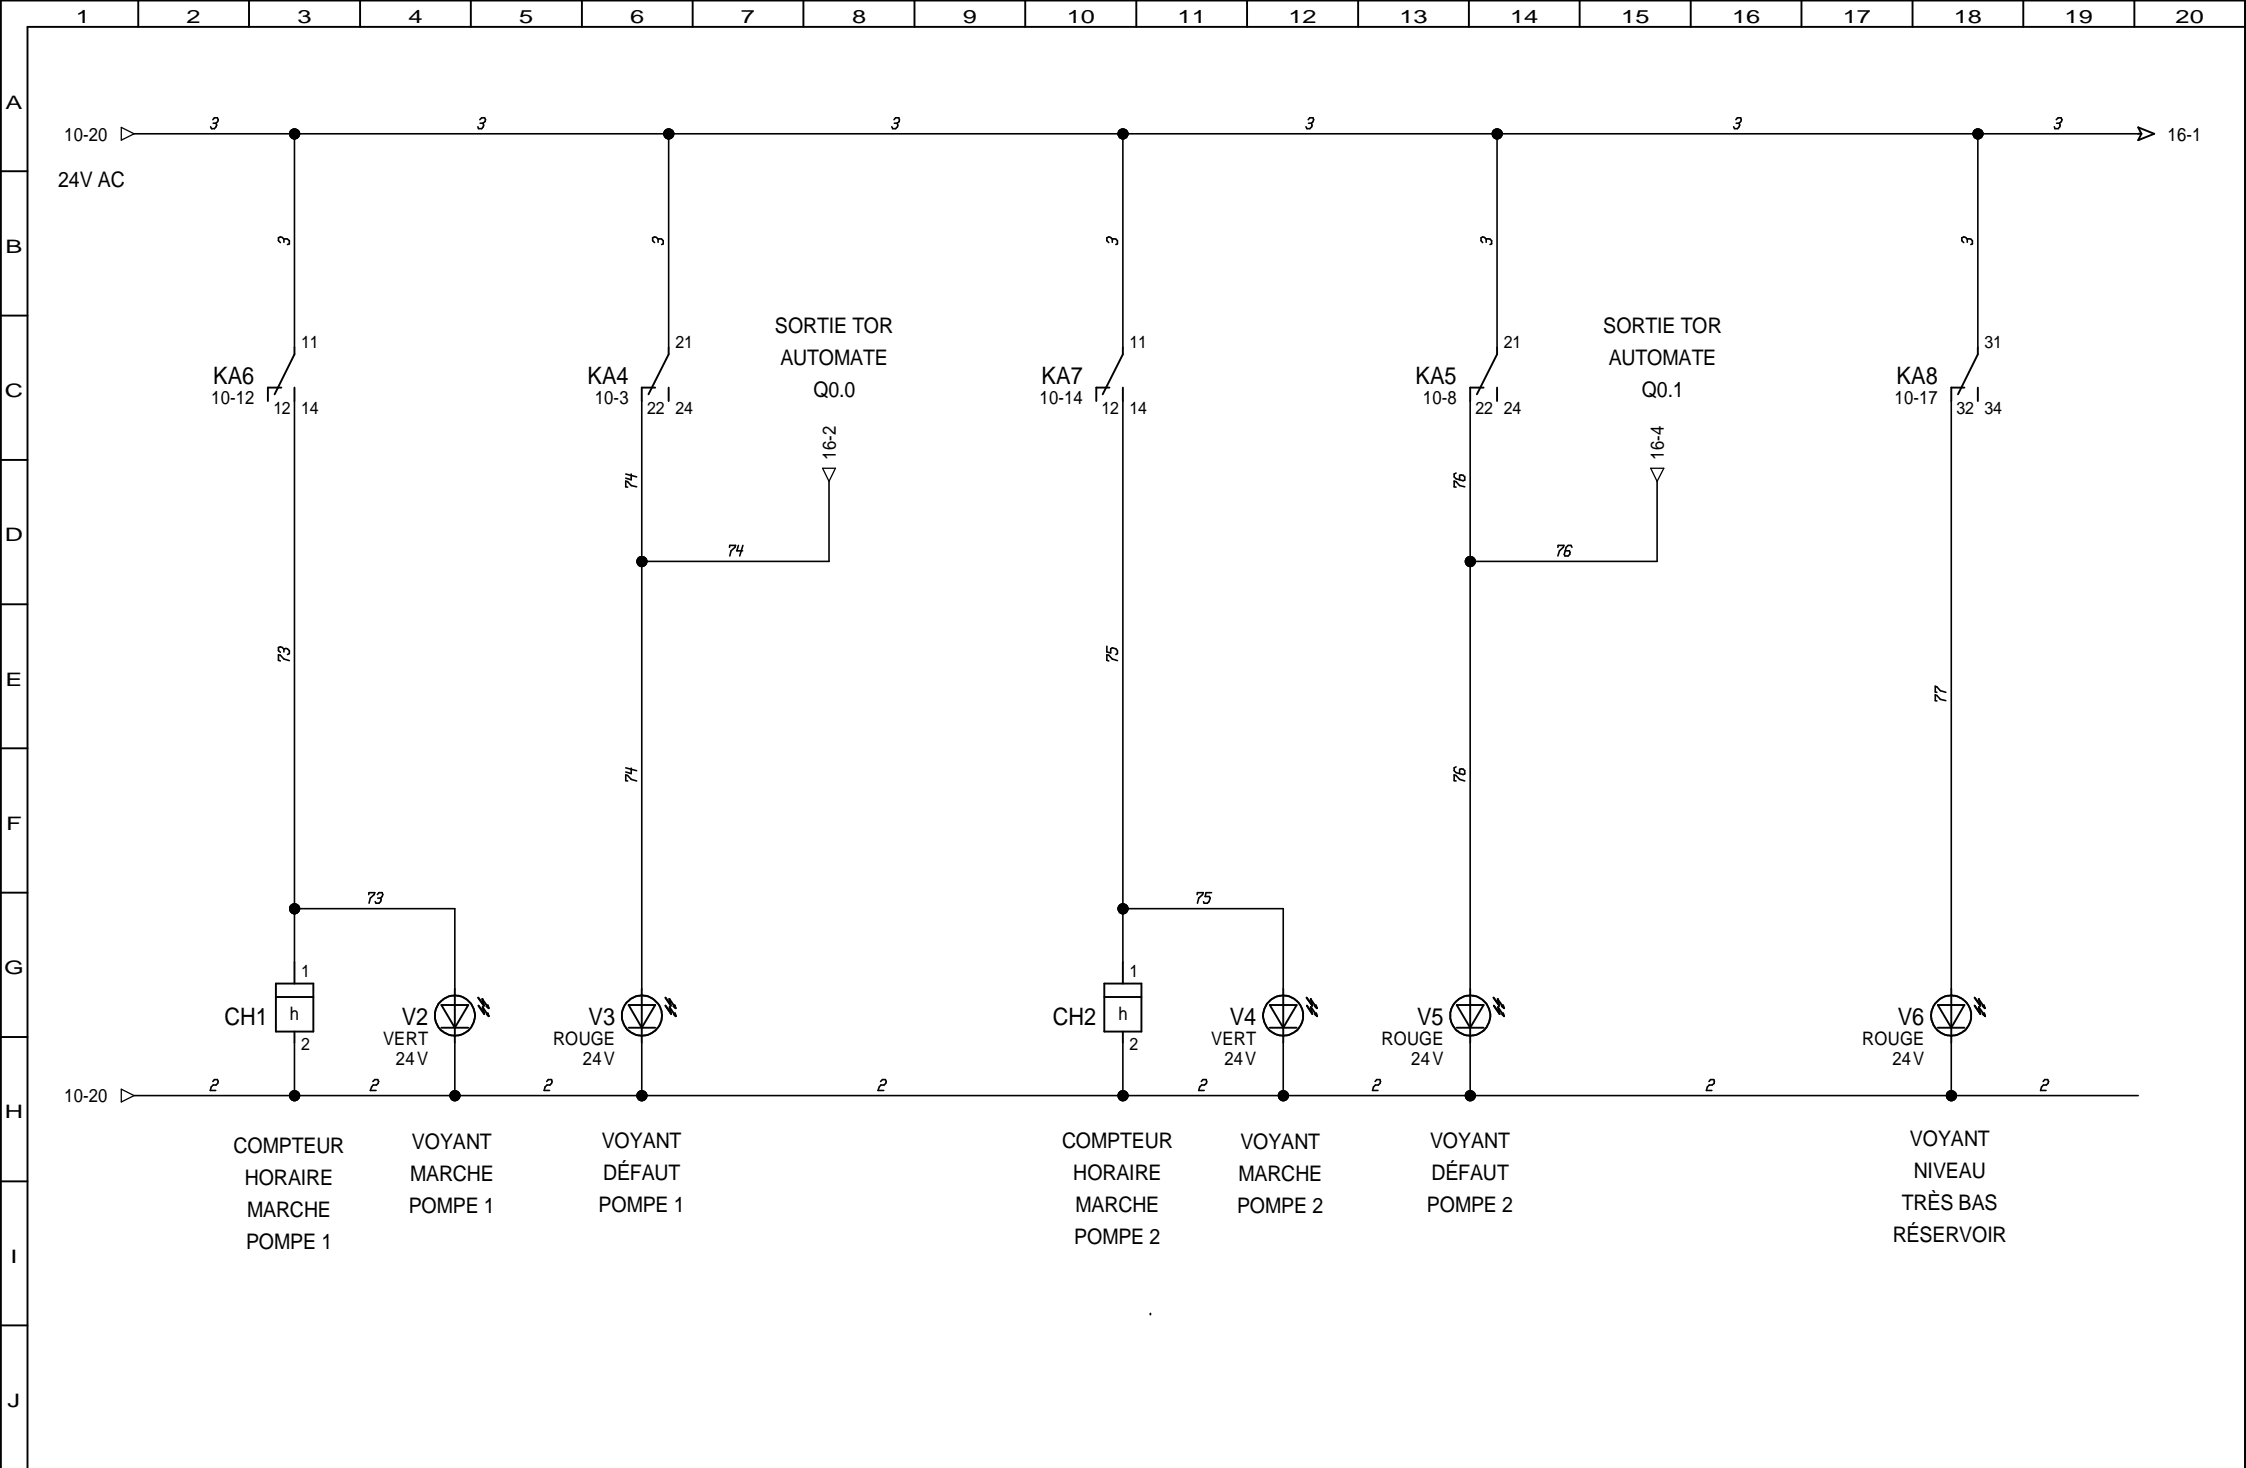 1 2 3 4 5 6 7 8 9 10 11 12 13 14 15 16 17 18 19 20
A
10-20 3 3 3 3 3 3 16-1
24V AC
B
3 3 3 3 3
SORTIE TOR
AUTOMATE
Q0.0
SORTIE TOR
AUTOMATE
Q0.1
C
11
KA6
10-12
12 14
21
KA4
10-3
22 24
16-2
11
KA7
10-14
12 14
21
KA5
10-8
22 24
16-4
31
KA8
10-17
32 34
D
74 76
74 76
E
73 75 77
F
74 76
73 75
G
1
CH1 h
2
V2
VERT
24V
V3
ROUGE
24V
1
CH2 h
2
V4
VERT
24V
V5
ROUGE
24V
V6
ROUGE
24V
H
10-20 2 2 2 2 2 2 2 2
COMPTEUR
HORAIRE
MARCHE
POMPE 1
VOYANT
MARCHE
POMPE 1
VOYANT
DÉFAUT
POMPE 1
COMPTEUR
HORAIRE
MARCHE
POMPE 2
VOYANT
MARCHE
POMPE 2
VOYANT
DÉFAUT
POMPE 2
VOYANT
NIVEAU
TRÈS BAS
RÉSERVOIR
I
J